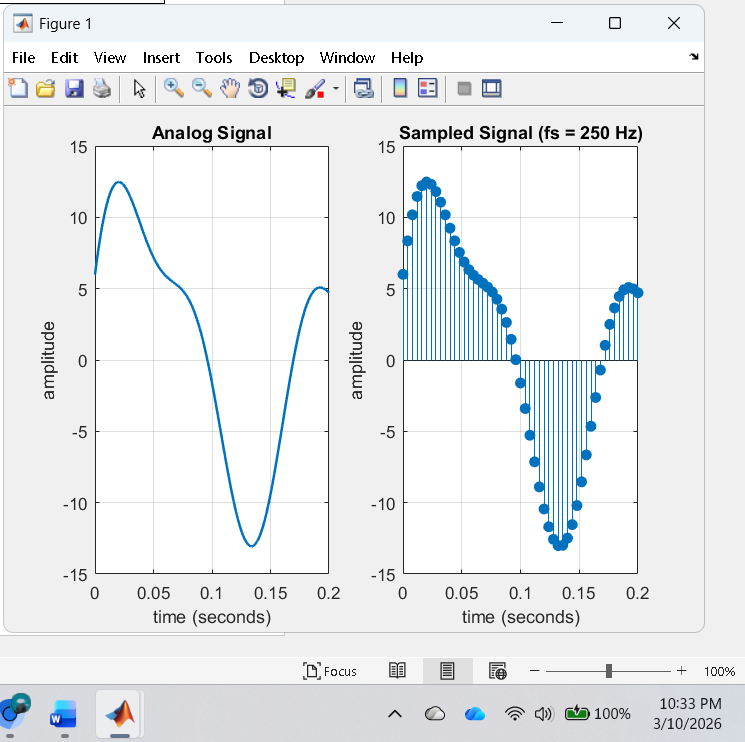 Figure 1
File Edit View Insert Tools Desktop Window Help
Analog Signal
15
10
5
0
-5
-10
-15
amplitude
0 0.05 0.1 0.15 0.2
time (seconds)
Sampled Signal (fs = 250 Hz)
15
10
5
0
-5
-10
-15
amplitude
0 0.05 0.1 0.15 0.2
time (seconds)
Focus
100%
W
100%
10:33 PM
3/10/2026